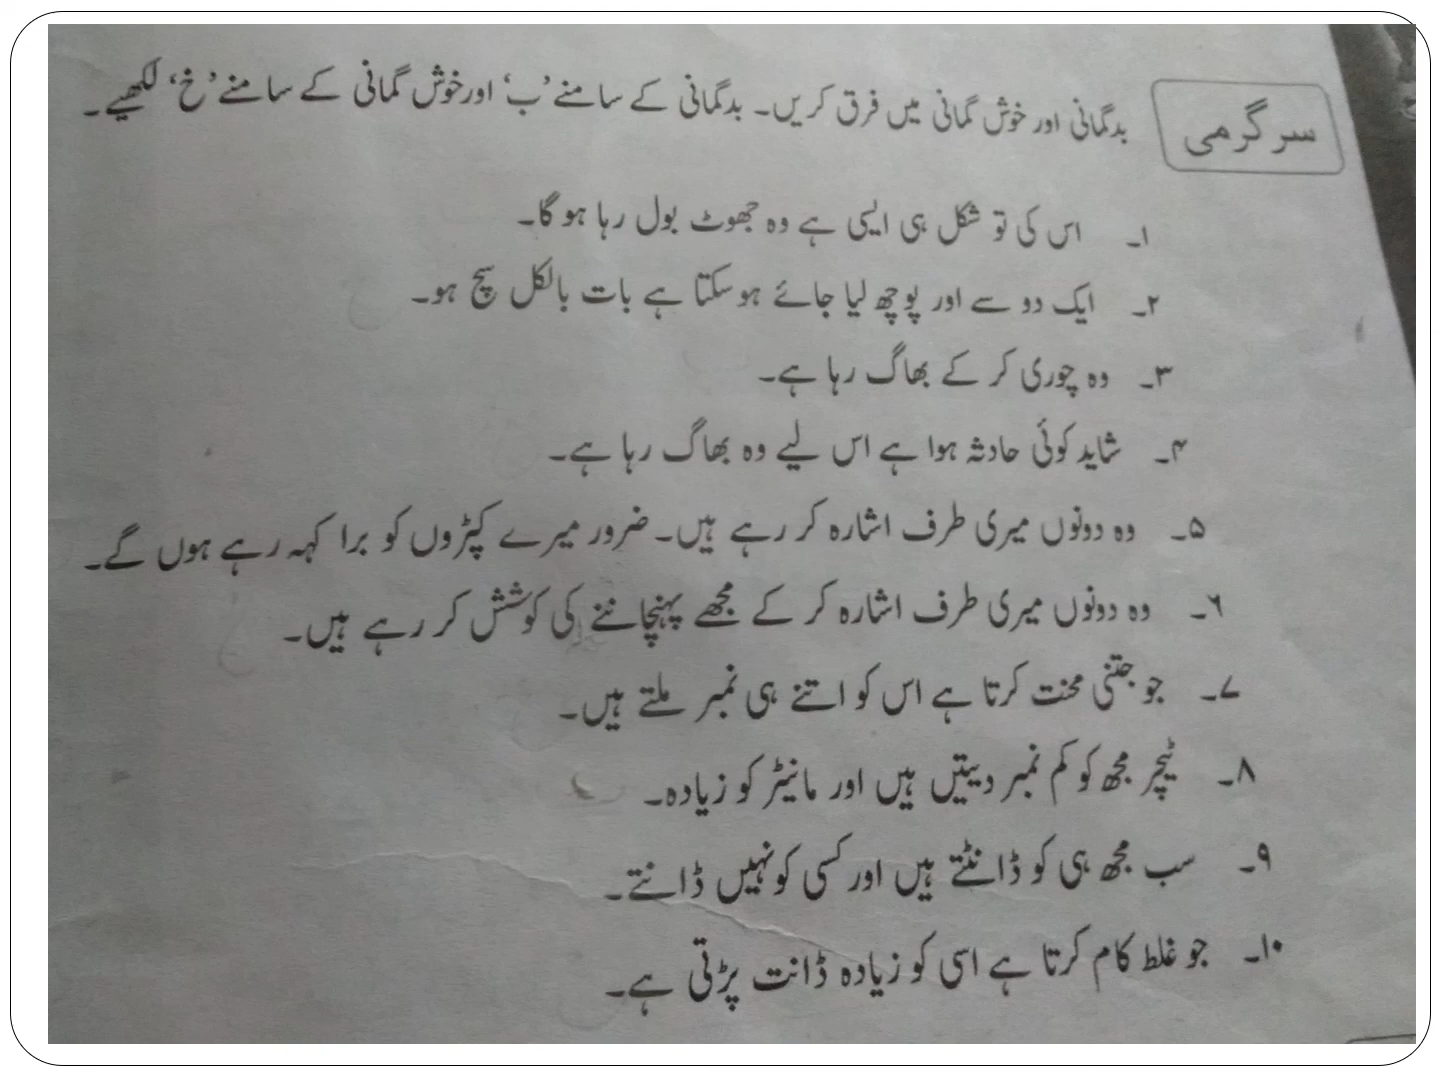 سرگرمی بدگمانی اور خوش گمانی میں فرق کریں۔ بدگمانی کے سامنے ’ب‘ اور خوش گمانی کے سامنے ’خ‘ لکھیے۔
۱۔ اس کی تو شکل ہی ایسی ہے وہ جھوٹ بول رہا ہو گا۔
۲۔ ایک دو سے اور پوچھ لیا جائے ہو سکتا ہے بات بالکل سچ ہو۔
۳۔ وہ چوری کر کے بھاگ رہا ہے۔
۴۔ شاید کوئی حادثہ ہوا ہے اس لیے وہ بھاگ رہا ہے۔
۵۔ وہ دونوں میری طرف اشارہ کر رہے ہیں۔ ضرور میرے کپڑوں کو برا کہہ رہے ہوں گے۔
۶۔ وہ دونوں میری طرف اشارہ کر کے مجھے پہنچاننے کی کوشش کر رہے ہیں۔
۷۔ جو جتنی محنت کرتا ہے اس کو اتنے ہی نمبر ملتے ہیں۔
۸۔ ٹیچر مجھ کو کم نمبر دیتیں ہیں اور مانیٹر کو زیادہ۔
۹۔ سب مجھ ہی کو ڈانٹتے ہیں اور کسی کو نہیں ڈانتے۔
۱۰۔ جو غلط کام کرتا ہے اسی کو زیادہ ڈانت پڑتی ہے۔